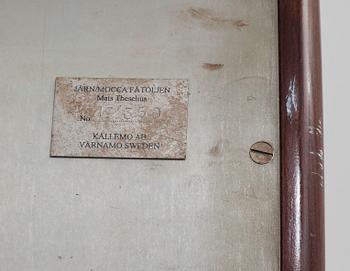 JÄRN/MOCCA FÅTÖLJEN
Mats Theselius
No
KÄLLEMO AB
VÄRNAMO SWEDEN